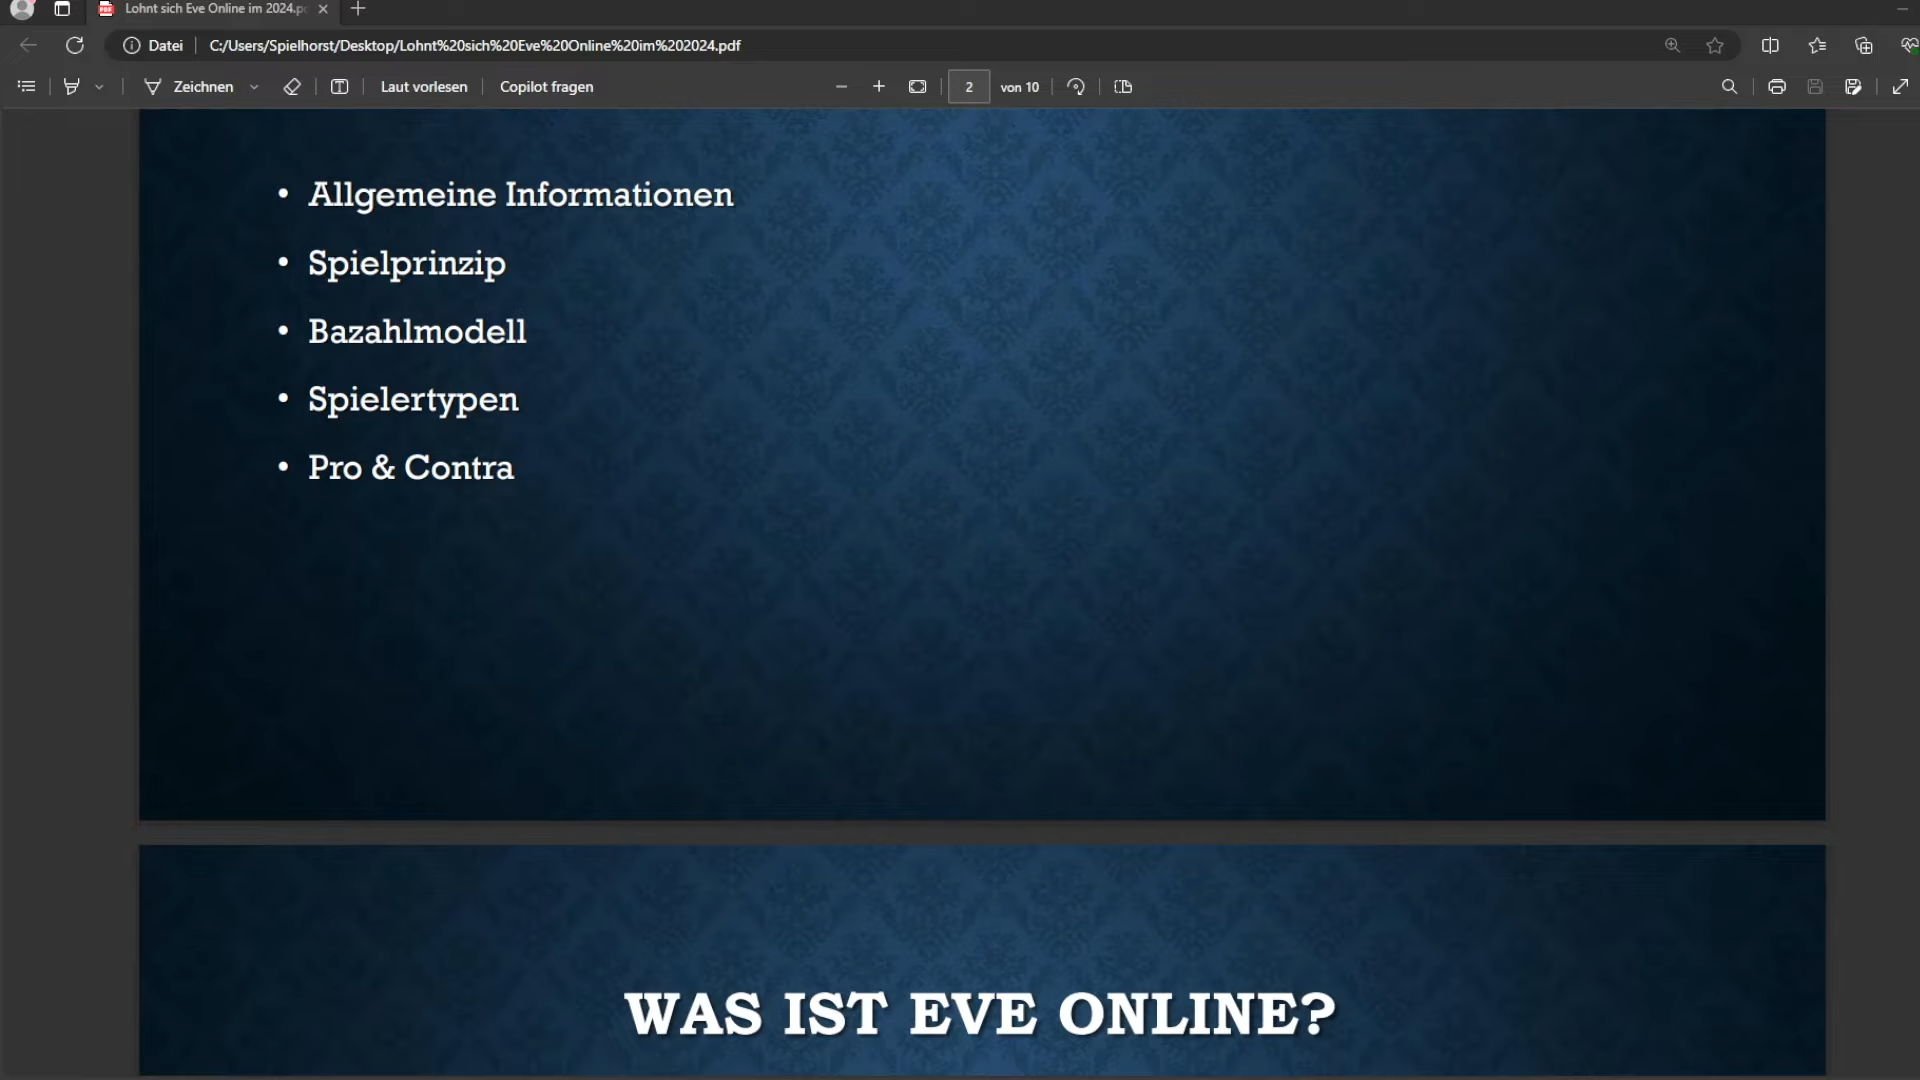 Lohnt sich Eve Online im 2024.p
Datei
C:/Users/Spielhorst/Desktop/Lohnt%20sich%20Eve%20Online%20im%202024.pdf
Zeichnen
Laut vorlesen
Copilot fragen
2
von 10
• Allgemeine Informationen
• Spielprinzip
• Bazahlmodell
• Spielertypen
• Pro & Contra
WAS IST EVE ONLINE?